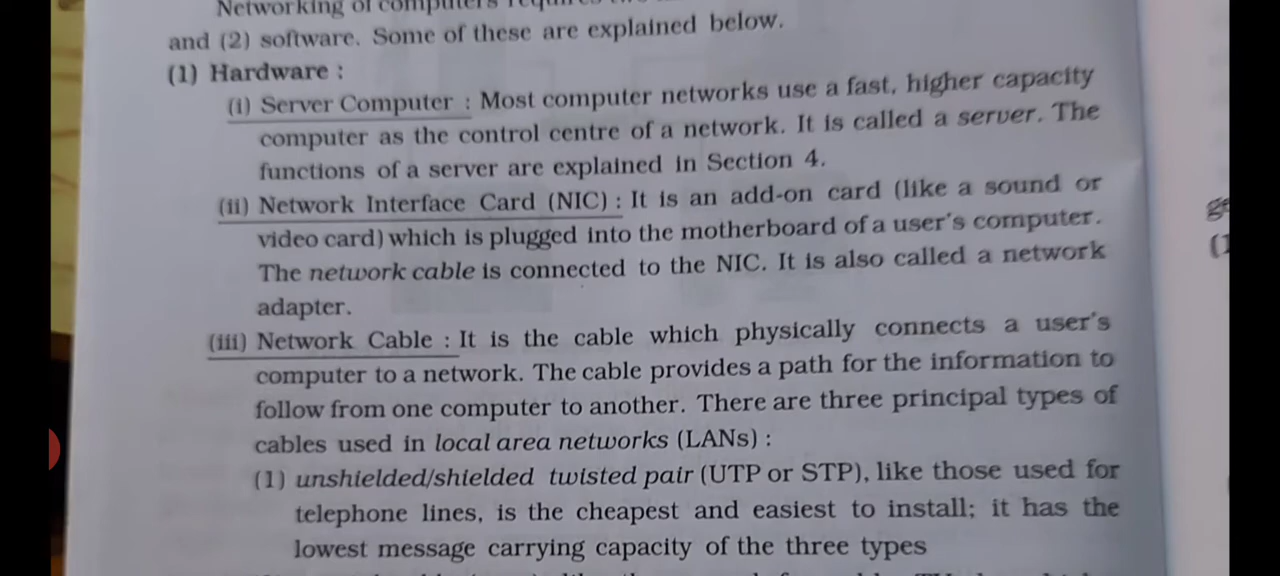 Networking of computers requires
and (2) software. Some of these are explained below.
(1) Hardware :
(i) Server Computer : Most computer networks use a fast, higher capacity
computer as the control centre of a network. It is called a server. The
functions of a server are explained in Section 4.
(ii) Network Interface Card (NIC) : It is an add-on card (like a sound or
video card) which is plugged into the motherboard of a user's computer.
The network cable is connected to the NIC. It is also called a network
adapter.
(iii) Network Cable : It is the cable which physically connects a user's
computer to a network. The cable provides a path for the information to
follow from one computer to another. There are three principal types of
cables used in local area networks (LANs) :
(1) unshielded/shielded twisted pair (UTP or STP), like those used for
telephone lines, is the cheapest and easiest to install; it has the
lowest message carrying capacity of the three types